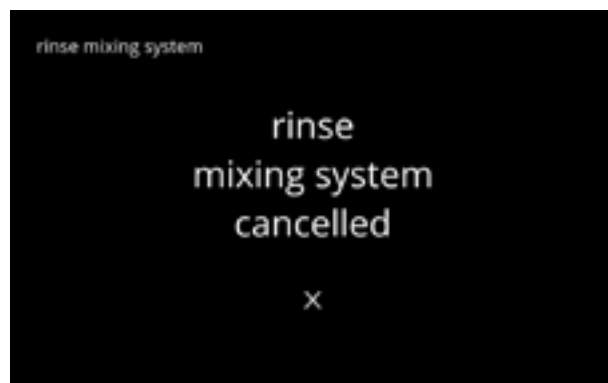 rinse mixing system
rinse
mixing system
cancelled
X